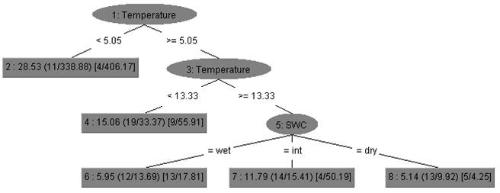 1: Temperature
< 5.05 >= 5.05
2 : 28.53 (11/338.88) [4/406.17] 3: Temperature
< 13.33 >= 13.33
4 : 15.06 (19/33.37) [9/55.91] 5: SWC
= wet = int = dry
6 : 5.95 (12/13.69) [13/17.81] 7 : 11.79 (14/15.41) [4/50.19] 8 : 5.14 (13/9.92) [5/4.25]